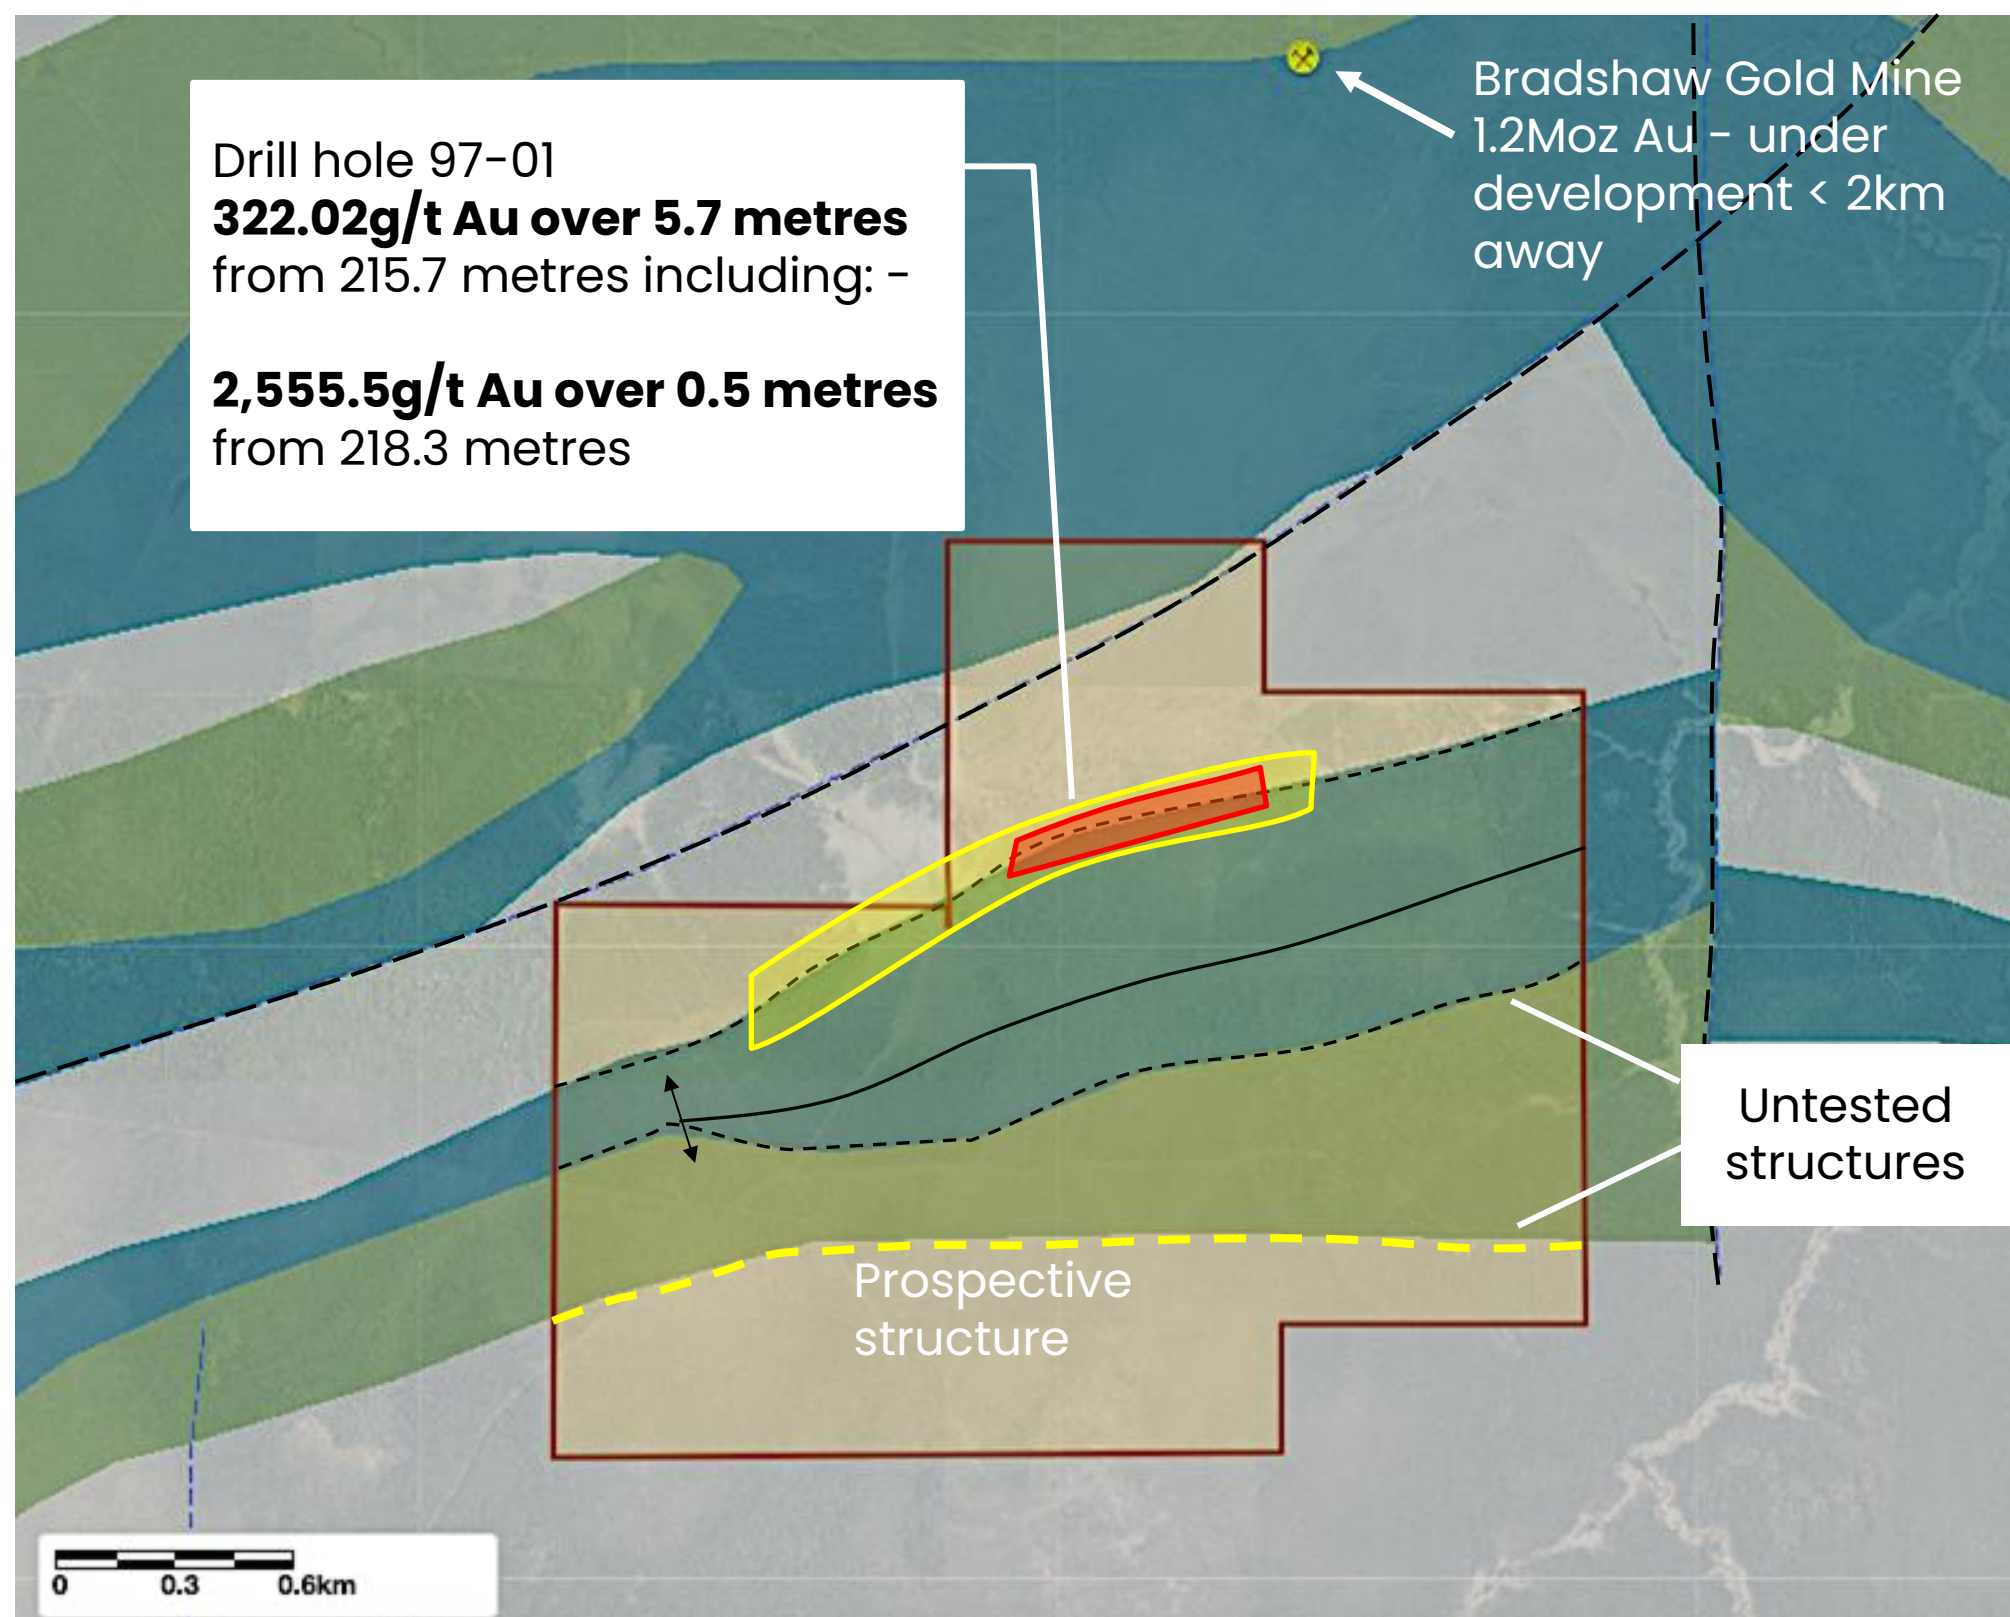 Bradshaw Gold Mine
1.2Moz Au - under
development < 2km
away
Drill hole 97-01
322.02g/t Au over 5.7 metres
from 215.7 metres including: -
2,555.5g/t Au over 0.5 metres
from 218.3 metres
Untested
structures
Prospective
structure
0 0.3 0.6km